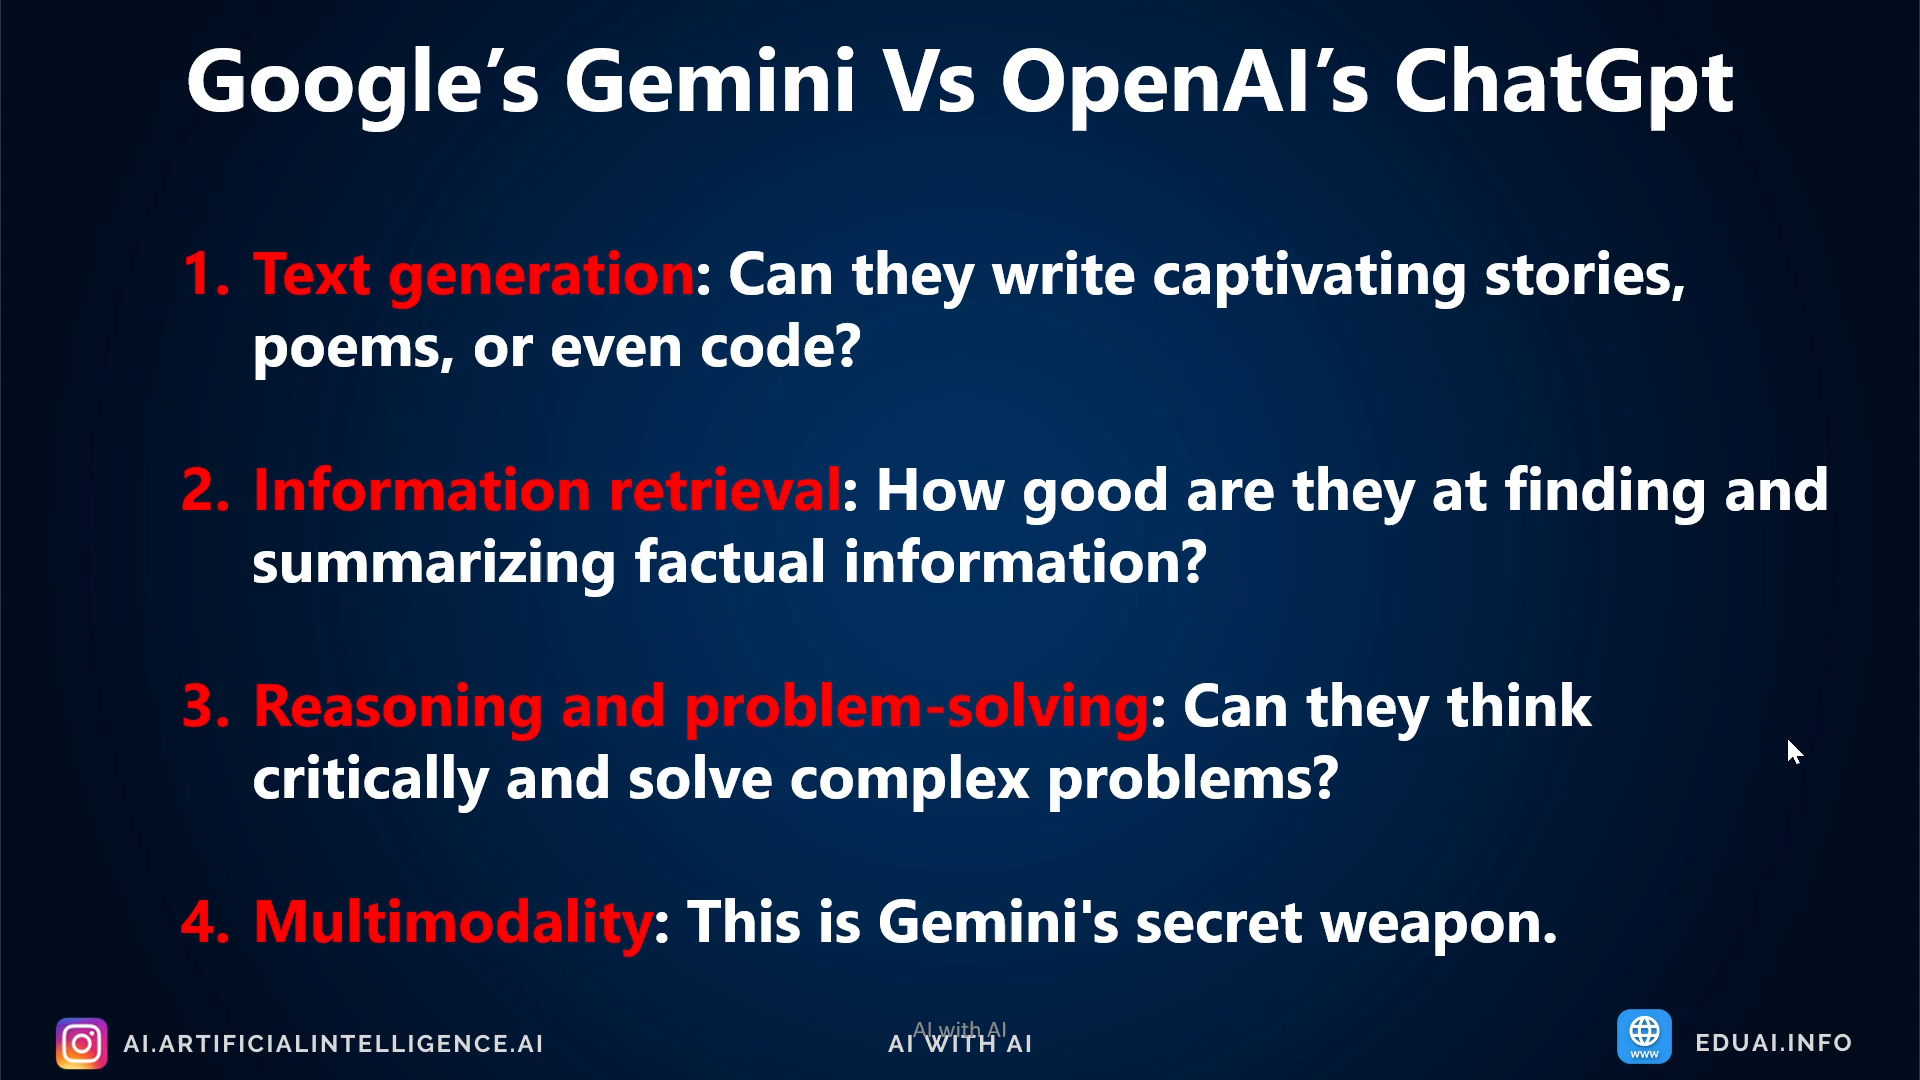 Google’s Gemini Vs OpenAI’s ChatGpt
1. Text generation: Can they write captivating stories,
poems, or even code?
2. Information retrieval: How good are they at finding and
summarizing factual information?
3. Reasoning and problem-solving: Can they think
critically and solve complex problems?
4. Multimodality: This is Gemini's secret weapon.
AI with AI
AI.ARTIFICIALINTELLIGENCE.AI
AI WITH AI
www
EDUAI.INFO